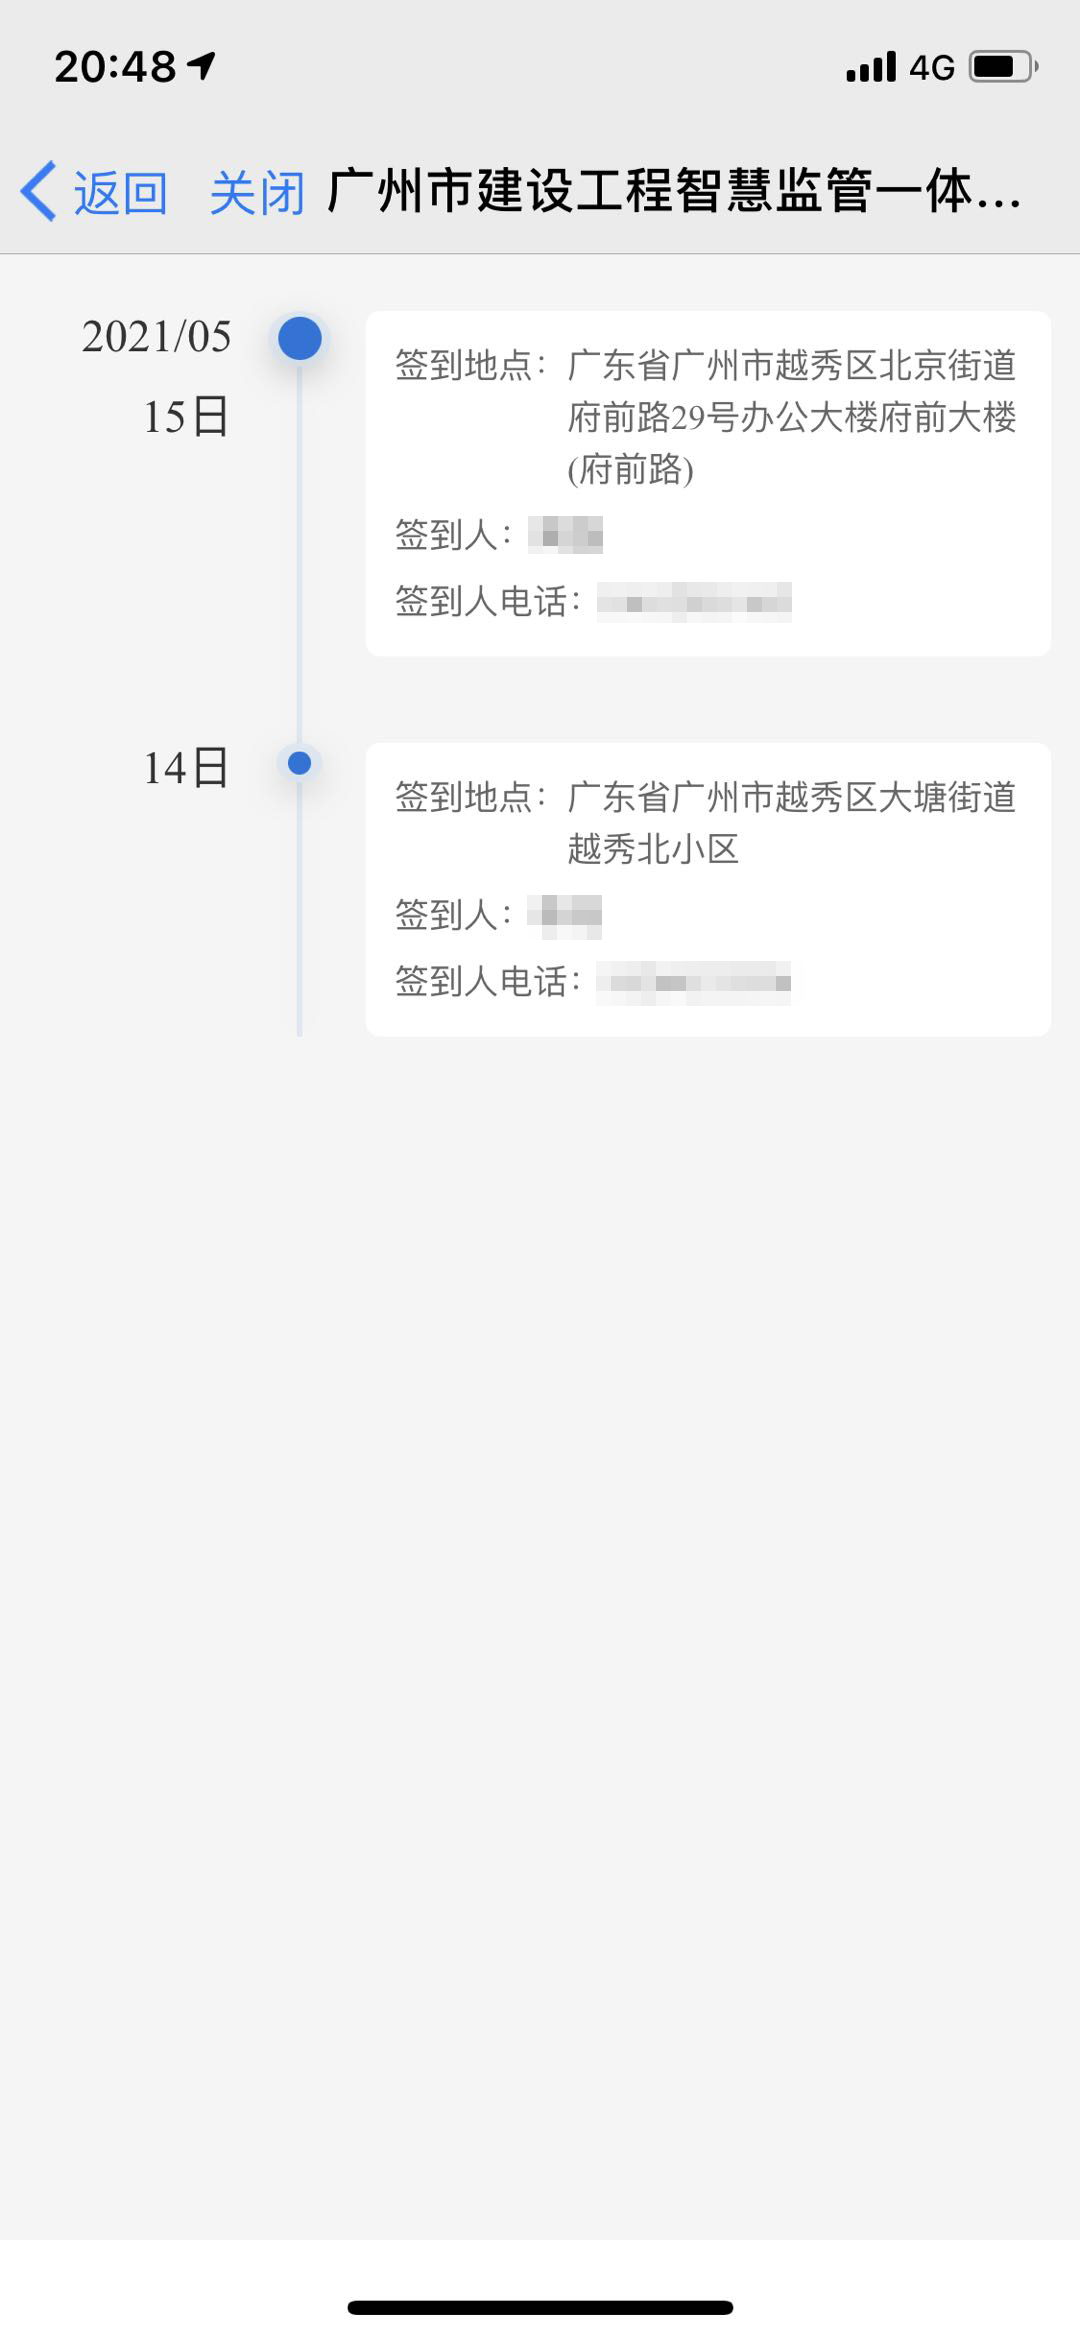 20:48
4G
返回 关闭 广州市建设工程智慧监管一体...
2021/05
15日
签到地点：广东省广州市越秀区北京街道
府前路29号办公大楼府前大楼
(府前路)
签到人：
签到人电话：
14日
签到地点：广东省广州市越秀区大塘街道
越秀北小区
签到人：
签到人电话：